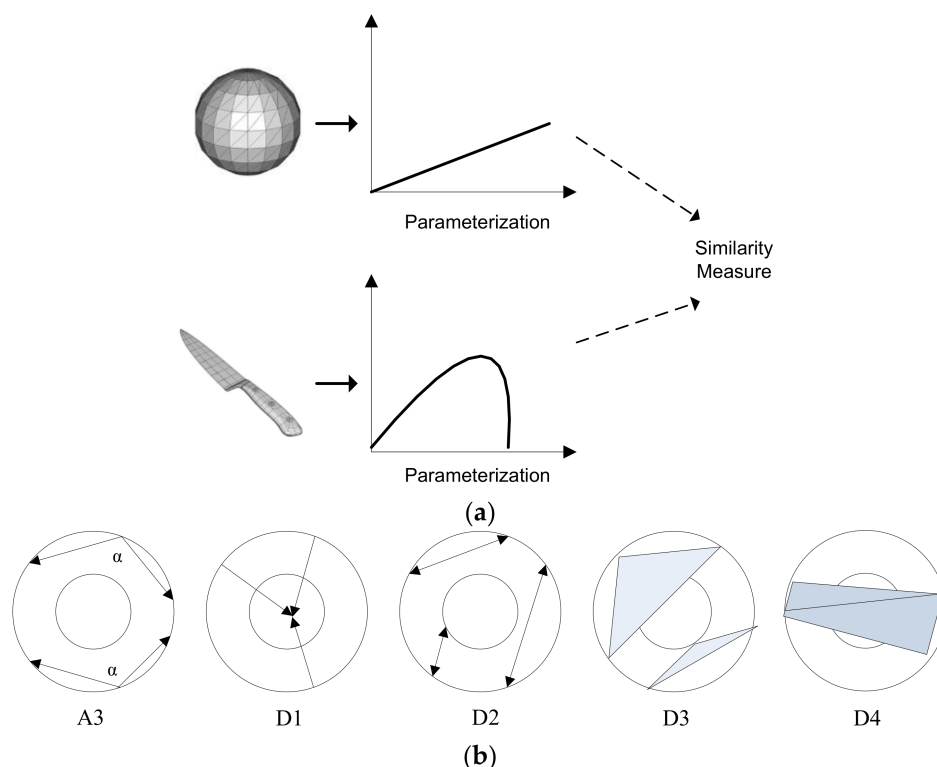 Parameterization
Similarity
Measure
Parameterization
(a)
α
α
A3 D1 D2 D3 D4
(b)